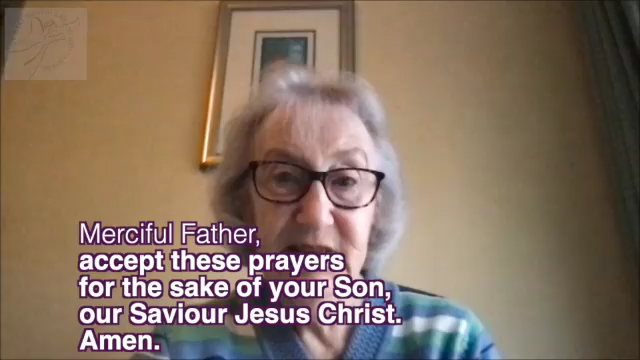 Merciful Father,
accept these prayers
for the sake of your Son,
our Saviour Jesus Christ.
Amen.